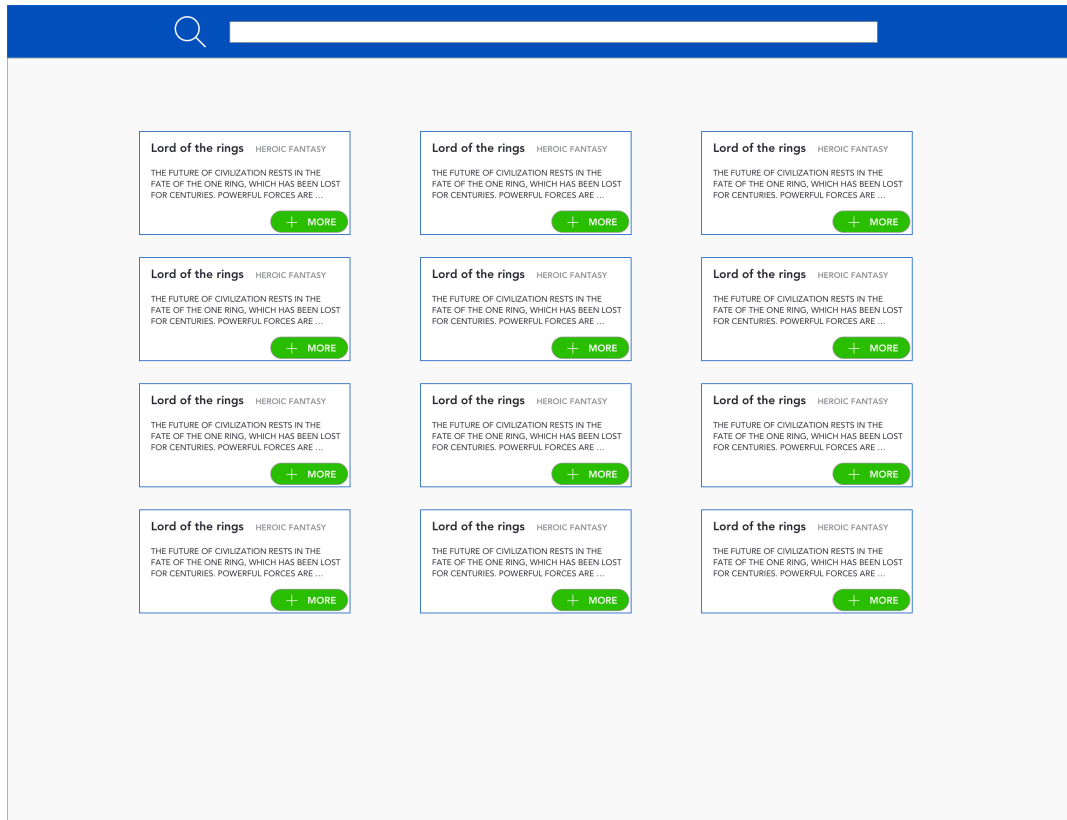 Lord of the rings HEROIC FANTASY
THE FUTURE OF CIVILIZATION RESTS IN THE
FATE OF THE ONE RING, WHICH HAS BEEN LOST
FOR CENTURIES. POWERFUL FORCES ARE ...
+ MORE
Lord of the rings HEROIC FANTASY
THE FUTURE OF CIVILIZATION RESTS IN THE
FATE OF THE ONE RING, WHICH HAS BEEN LOST
FOR CENTURIES. POWERFUL FORCES ARE ...
+ MORE
Lord of the rings HEROIC FANTASY
THE FUTURE OF CIVILIZATION RESTS IN THE
FATE OF THE ONE RING, WHICH HAS BEEN LOST
FOR CENTURIES. POWERFUL FORCES ARE ...
+ MORE
Lord of the rings HEROIC FANTASY
THE FUTURE OF CIVILIZATION RESTS IN THE
FATE OF THE ONE RING, WHICH HAS BEEN LOST
FOR CENTURIES. POWERFUL FORCES ARE ...
+ MORE
Lord of the rings HEROIC FANTASY
THE FUTURE OF CIVILIZATION RESTS IN THE
FATE OF THE ONE RING, WHICH HAS BEEN LOST
FOR CENTURIES. POWERFUL FORCES ARE ...
+ MORE
Lord of the rings HEROIC FANTASY
THE FUTURE OF CIVILIZATION RESTS IN THE
FATE OF THE ONE RING, WHICH HAS BEEN LOST
FOR CENTURIES. POWERFUL FORCES ARE ...
+ MORE
Lord of the rings HEROIC FANTASY
THE FUTURE OF CIVILIZATION RESTS IN THE
FATE OF THE ONE RING, WHICH HAS BEEN LOST
FOR CENTURIES. POWERFUL FORCES ARE ...
+ MORE
Lord of the rings HEROIC FANTASY
THE FUTURE OF CIVILIZATION RESTS IN THE
FATE OF THE ONE RING, WHICH HAS BEEN LOST
FOR CENTURIES. POWERFUL FORCES ARE ...
+ MORE
Lord of the rings HEROIC FANTASY
THE FUTURE OF CIVILIZATION RESTS IN THE
FATE OF THE ONE RING, WHICH HAS BEEN LOST
FOR CENTURIES. POWERFUL FORCES ARE ...
+ MORE
Lord of the rings HEROIC FANTASY
THE FUTURE OF CIVILIZATION RESTS IN THE
FATE OF THE ONE RING, WHICH HAS BEEN LOST
FOR CENTURIES. POWERFUL FORCES ARE ...
+ MORE
Lord of the rings HEROIC FANTASY
THE FUTURE OF CIVILIZATION RESTS IN THE
FATE OF THE ONE RING, WHICH HAS BEEN LOST
FOR CENTURIES. POWERFUL FORCES ARE ...
+ MORE
Lord of the rings HEROIC FANTASY
THE FUTURE OF CIVILIZATION RESTS IN THE
FATE OF THE ONE RING, WHICH HAS BEEN LOST
FOR CENTURIES. POWERFUL FORCES ARE ...
+ MORE